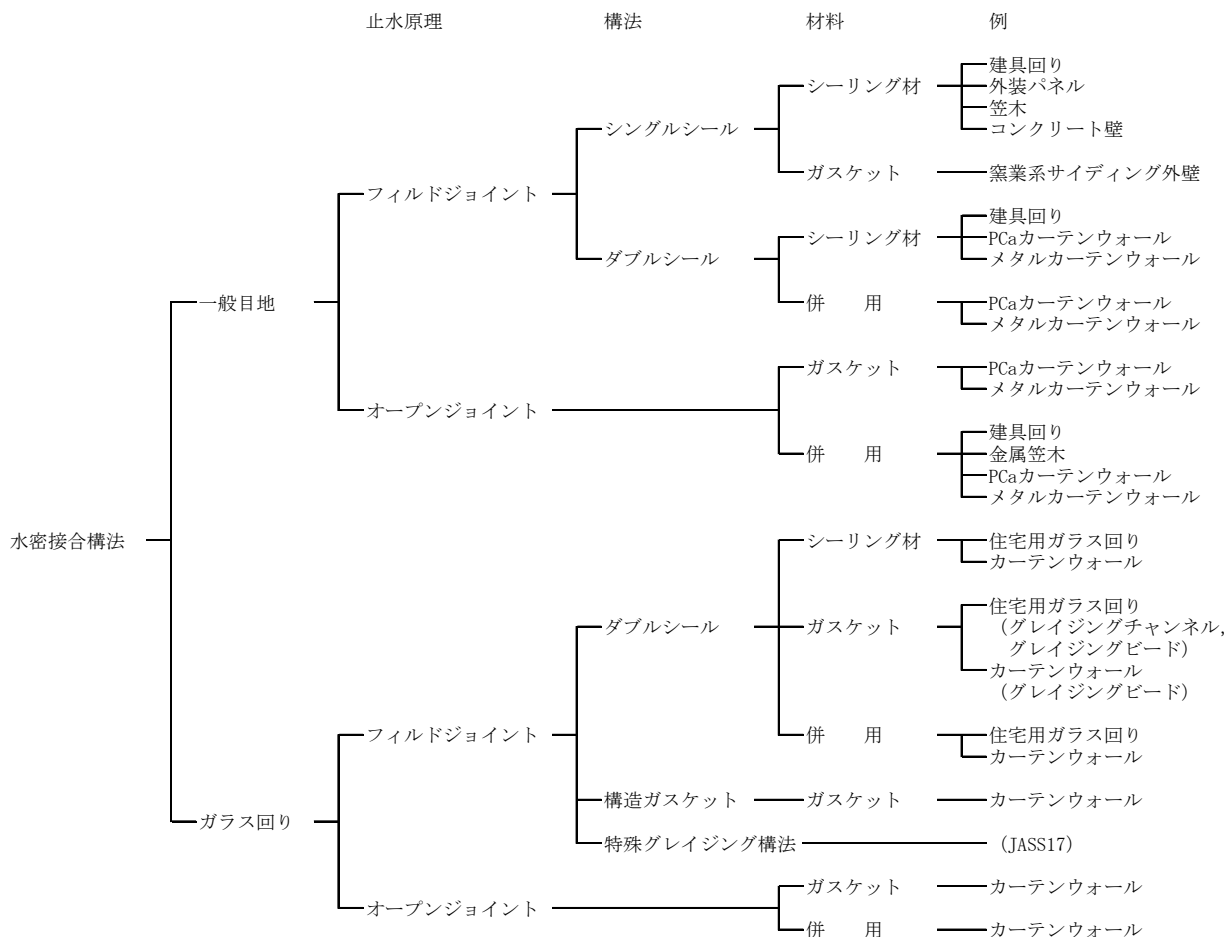 止水原理 構法 材料 例
建具回り
シーリング材 外装パネル
笠木
シングルシール コンクリート壁
ガスケット 窯業系サイディング外壁
フィルドジョイント
建具回り
シーリング材 PCaカーテンウォール
ダブルシール メタルカーテンウォール
一般目地 併 用 PCaカーテンウォール
メタルカーテンウォール
ガスケット PCaカーテンウォール
メタルカーテンウォール
オープンジョイント
建具回り
併 用 金属笠木
PCaカーテンウォール
メタルカーテンウォール
水密接合構法 シーリング材 住宅用ガラス回り
カーテンウォール
住宅用ガラス回り
ダブルシール ガスケット (グレイジングチャンネル,
グレイジングビード)
カーテンウォール
(グレイジングビード)
フィルドジョイント 併 用 住宅用ガラス回り
カーテンウォール
構造ガスケット ガスケット カーテンウォール
ガラス回り
特殊グレイジング構法 (JASS17)
ガスケット カーテンウォール
オープンジョイント
併 用 カーテンウォール